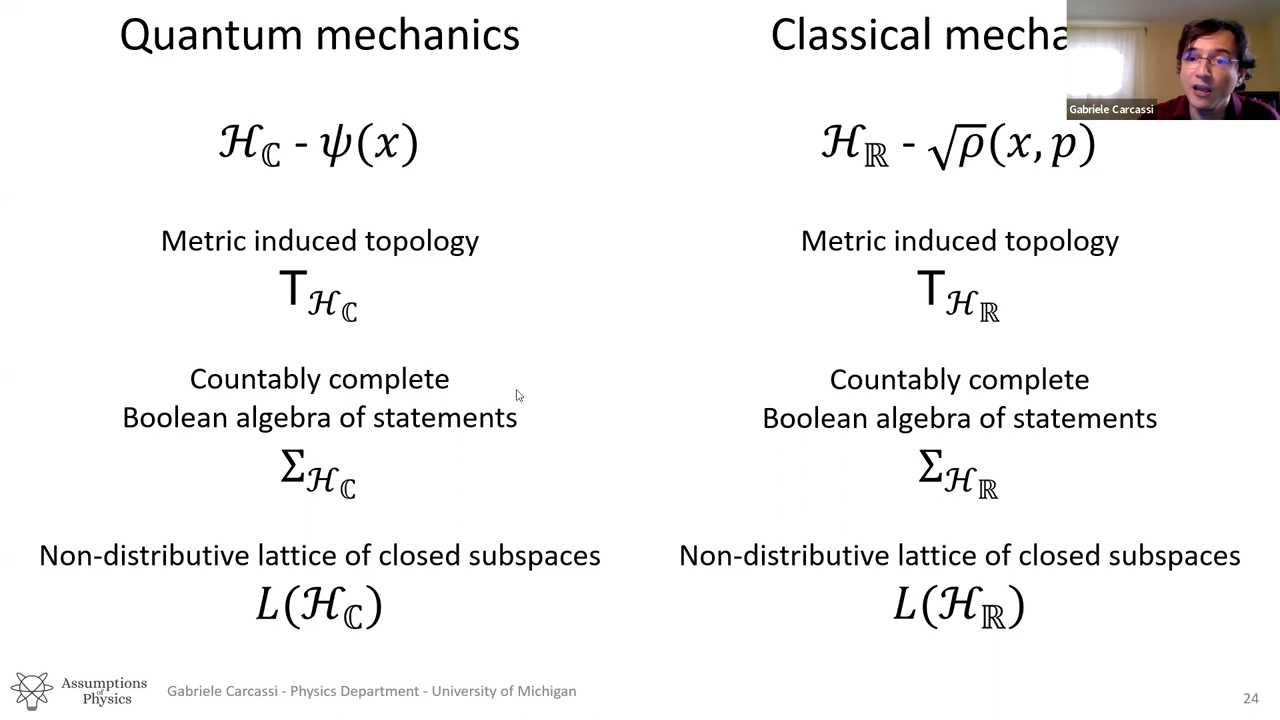 Quantum mechanics
ℋ_ℂ - ψ(x)
Metric induced topology
T_ℋ_ℂ
Countably complete
Boolean algebra of statements
Σ_ℋ_ℂ
Non-distributive lattice of closed subspaces
L(ℋ_ℂ)
Classical mecha
Gabriele Carcassi
ℋ_ℝ - √ρ(x, p)
Metric induced topology
T_ℋ_ℝ
Countably complete
Boolean algebra of statements
Σ_ℋ_ℝ
Non-distributive lattice of closed subspaces
L(ℋ_ℝ)
Assumptions
of
Physics
Gabriele Carcassi - Physics Department - University of Michigan
24